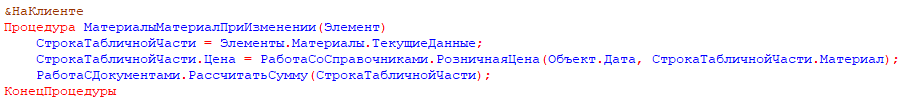 &НаКлиенте
Процедура МатериалыМатериалПриИзменении(Элемент)
СтрокаТабличнойЧасти = Элементы.Материалы.ТекущиеДанные;
СтрокаТабличнойЧасти.Цена = РаботаСоСправочниками.РозничнаяЦена(Объект.Дата, СтрокаТабличнойЧасти.Материал);
РаботаСДокументами.РассчитатьСумму(СтрокаТабличнойЧасти);
КонецПроцедуры